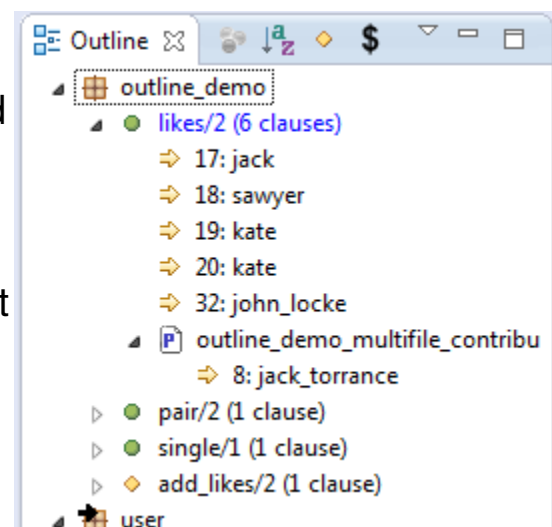 Outline
a z $
outline_demo
likes/2 (6 clauses)
17: jack
18: sawyer
19: kate
20: kate
32: john_locke
P outline_demo_multifile_contribu
8: jack_torrance
pair/2 (1 clause)
single/1 (1 clause)
add_likes/2 (1 clause)
user